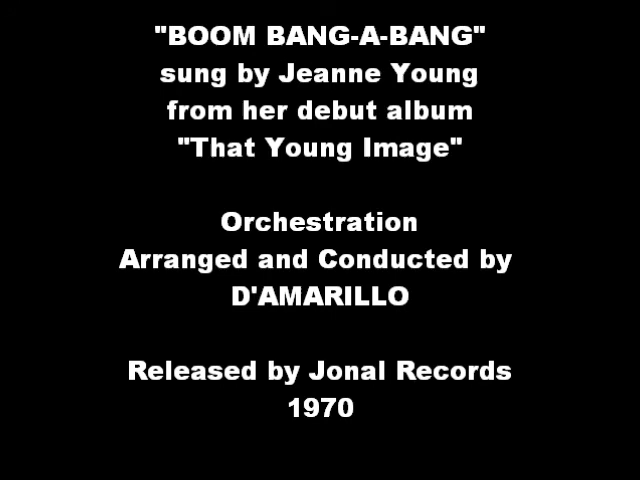 "BOOM BANG-A-BANG"
sung by Jeanne Young
from her debut album
"That Young Image"
Orchestration
Arranged and Conducted by
D'AMARILLO
Released by Jonal Records
1970